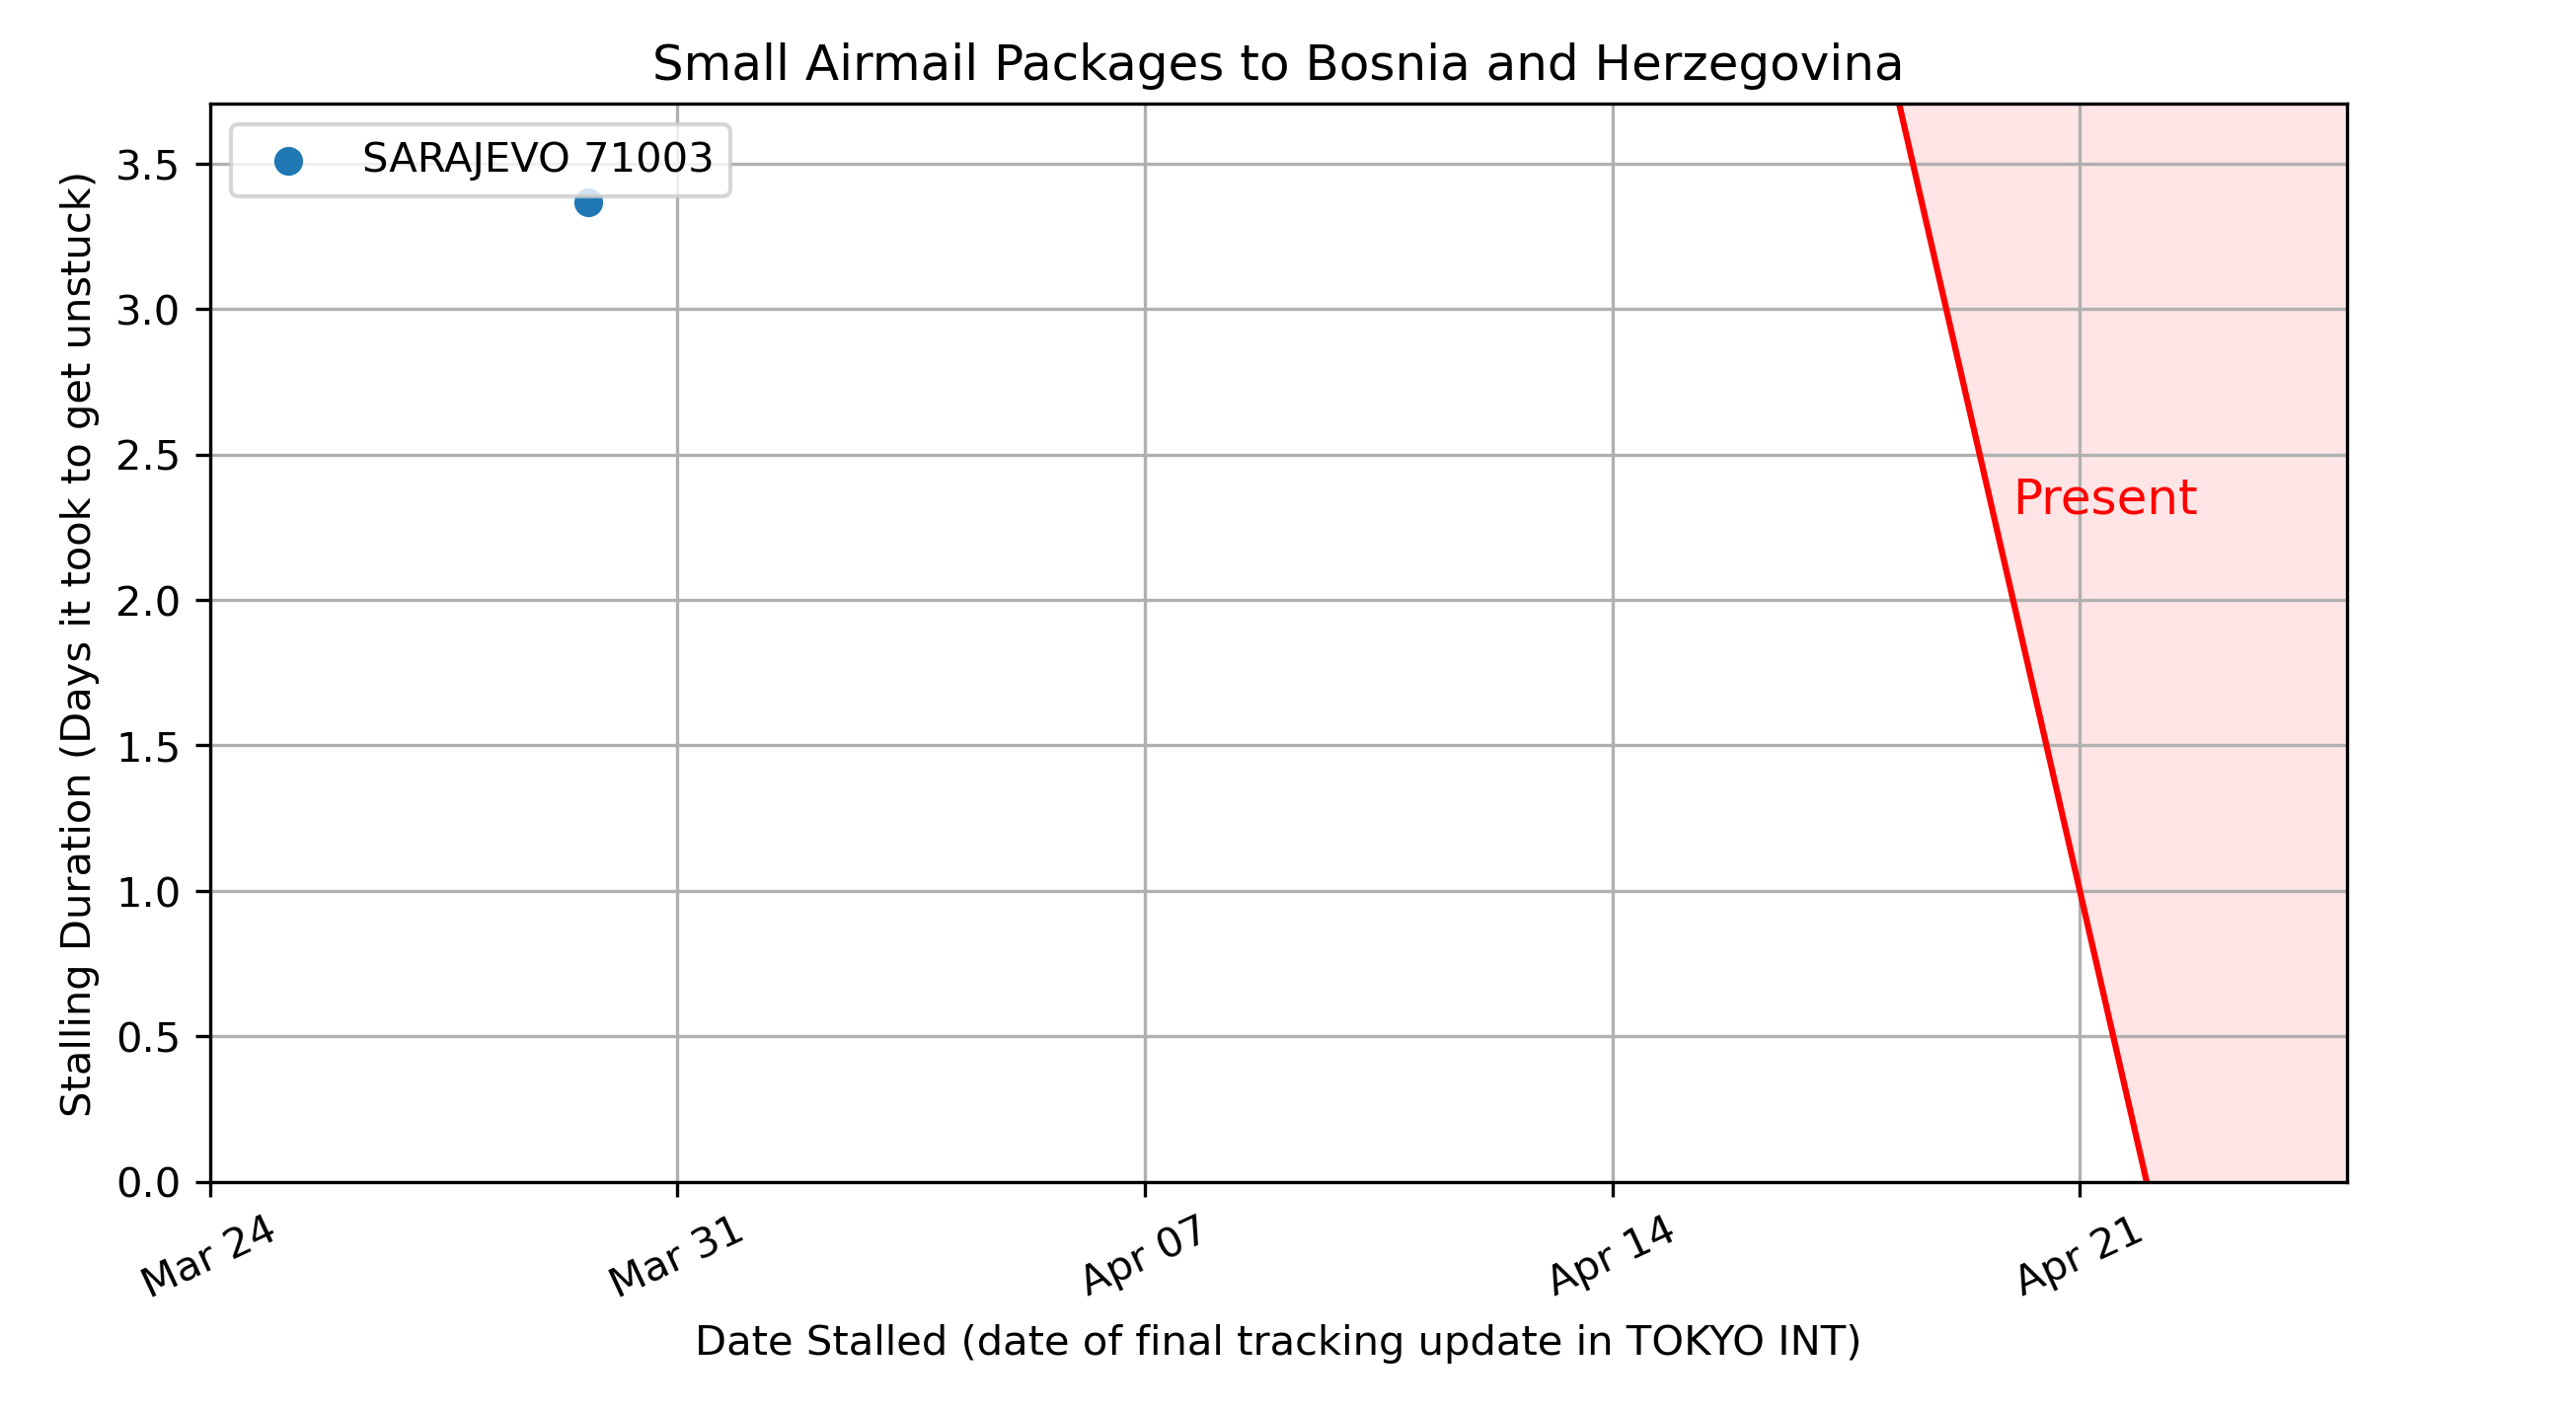 Small Airmail Packages to Bosnia and Herzegovina
SARAJEVO 71003
Stalling Duration (Days it took to get unstuck)
3.5
3.0
2.5
2.0
1.5
1.0
0.5
0.0
Present
Mar 24
Mar 31
Apr 07
Apr 14
Apr 21
Date Stalled (date of final tracking update in TOKYO INT)